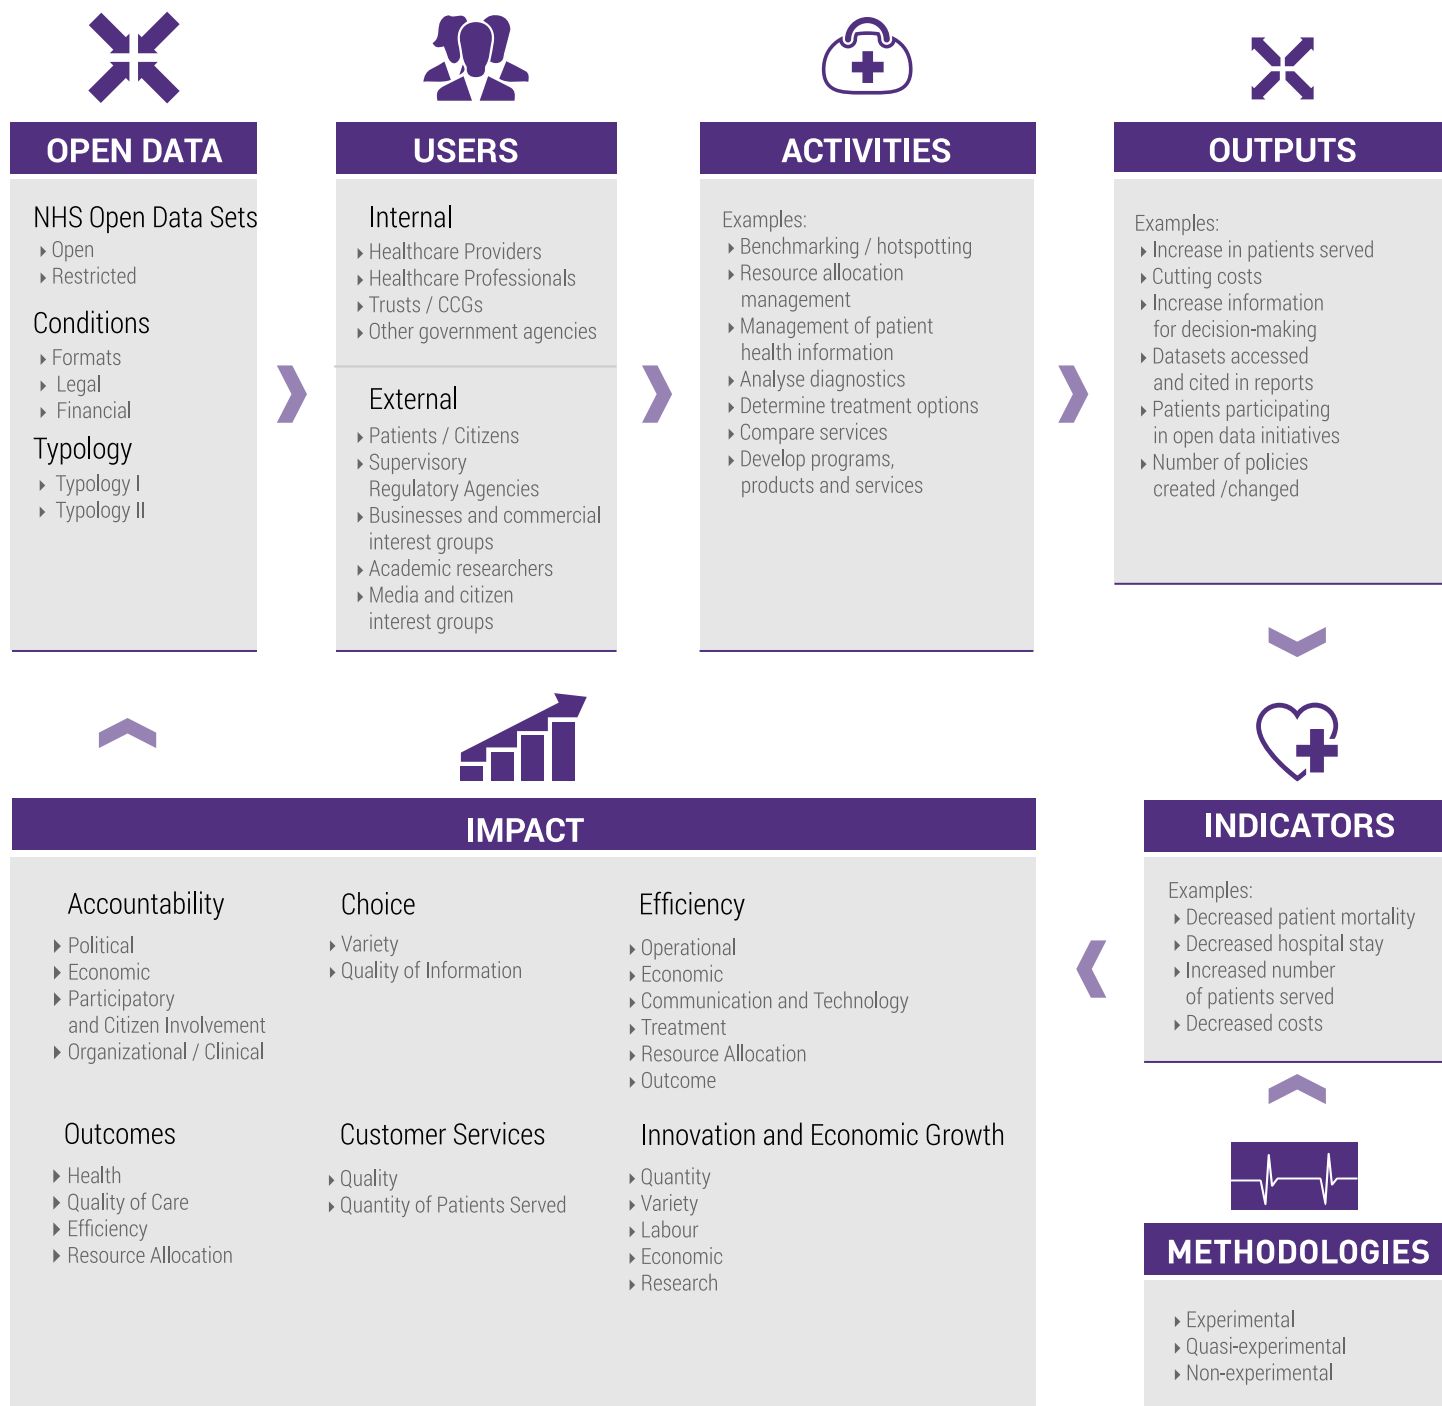 OPEN DATA
NHS Open Data Sets
Open
Restricted
Conditions
Formats
Legal
Financial
Typology
Typology I
Typology II
USERS
Internal
Healthcare Providers
Healthcare Professionals
Trusts / CCGs
Other government agencies
External
Patients / Citizens
Supervisory
Regulatory Agencies
Businesses and commercial
interest groups
Academic researchers
Media and citizen
interest groups
ACTIVITIES
Examples:
Benchmarking / hotspotting
Resource allocation
management
Management of patient
health information
Analyse diagnostics
Determine treatment options
Compare services
Develop programs,
products and services
OUTPUTS
Examples:
Increase in patients served
Cutting costs
Increase information
for decision-making
Datasets accessed
and cited in reports
Patients participating
in open data initiatives
Number of policies
created /changed
INDICATORS
Examples:
Decreased patient mortality
Decreased hospital stay
Increased number
of patients served
Decreased costs
METHODOLOGIES
Experimental
Quasi-experimental
Non-experimental
IMPACT
Accountability
Political
Economic
Participatory
and Citizen Involvement
Organizational / Clinical
Choice
Variety
Quality of Information
Efficiency
Operational
Economic
Communication and Technology
Treatment
Resource Allocation
Outcome
Outcomes
Health
Quality of Care
Efficiency
Resource Allocation
Customer Services
Quality
Quantity of Patients Served
Innovation and Economic Growth
Quantity
Variety
Labour
Economic
Research